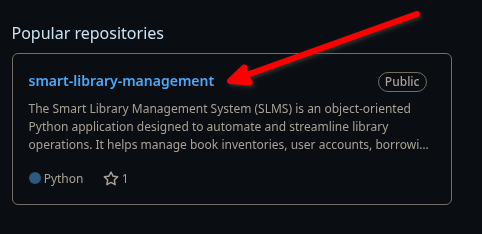 Popular repositories
smart-library-management
Public
The Smart Library Management System (SLMS) is an object-oriented
Python application designed to automate and streamline library
operations. It helps manage book inventories, user accounts, borrowi...
Python
1